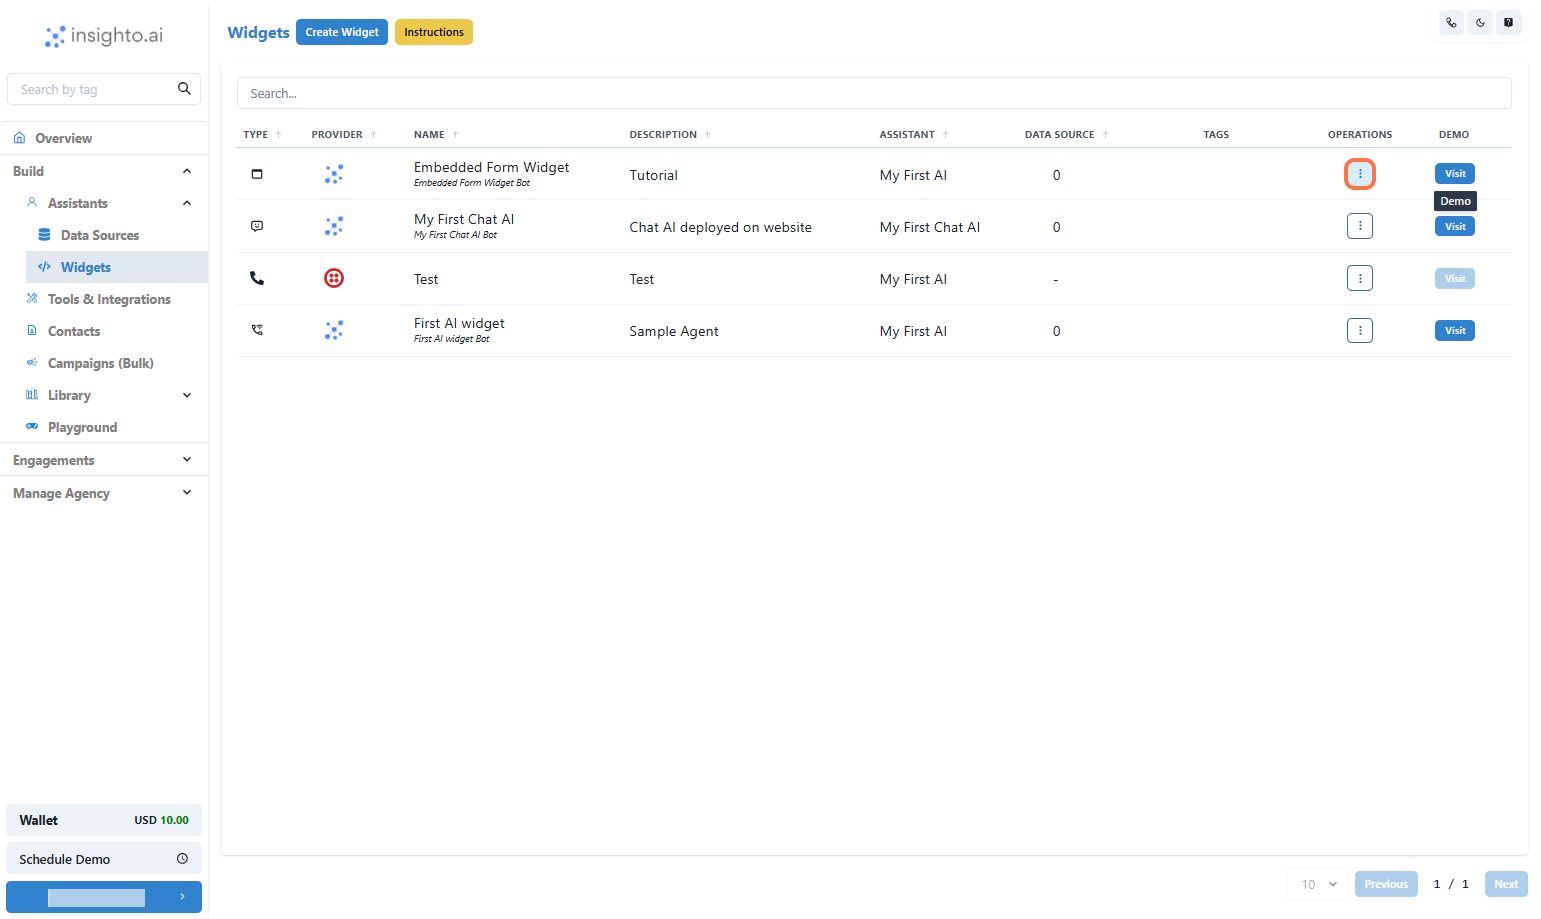 insighto.ai
Search by tag
Overview
Build
Assistants
Data Sources
Widgets
Tools & Integrations
Contacts
Campaigns (Bulk)
Library
Playground
Engagements
Manage Agency
Wallet USD 10.00
Schedule Demo
Widgets Create Widget Instructions
Search...
TYPE PROVIDER NAME DESCRIPTION ASSISTANT DATA SOURCE TAGS OPERATIONS DEMO
Embedded Form Widget
Embedded Form Widget Bot
Tutorial My First AI 0 Visit
Demo
My First Chat AI
My First Chat AI Bot
Chat AI deployed on website My First Chat AI 0 Visit
Test Test My First AI - Visit
First AI widget
First AI widget Bot
Sample Agent My First AI 0 Visit
10 Previous 1 / 1 Next